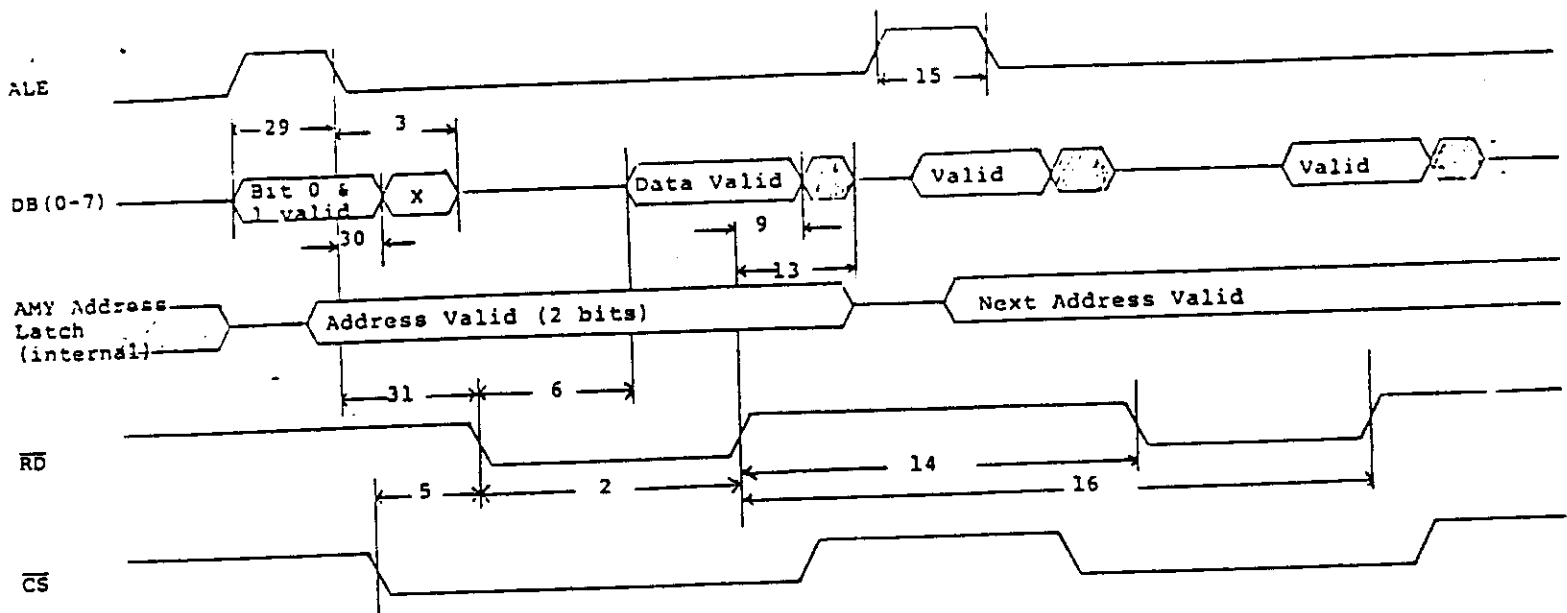 ALE
15
29
3
DB(0-7)
Bit 0 &
1 valid
X
Data Valid
Valid
Valid
30
9
13
AMY Address
Latch
(internal)
Address Valid (2 bits)
Next Address Valid
31
6
RD
14
5
2
16
CS